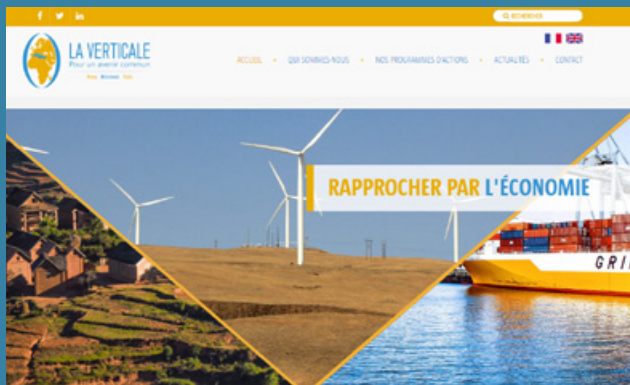 RECHERCHER
LA VERTICALE
Pour un avenir commun
ACCUEIL • QUI SOMMES-NOUS • NOS PROGRAMMES D'ACTIONS • ACTUALITÉS • CONTACT
RAPPROCHER PAR L'ÉCONOMIE
GRI